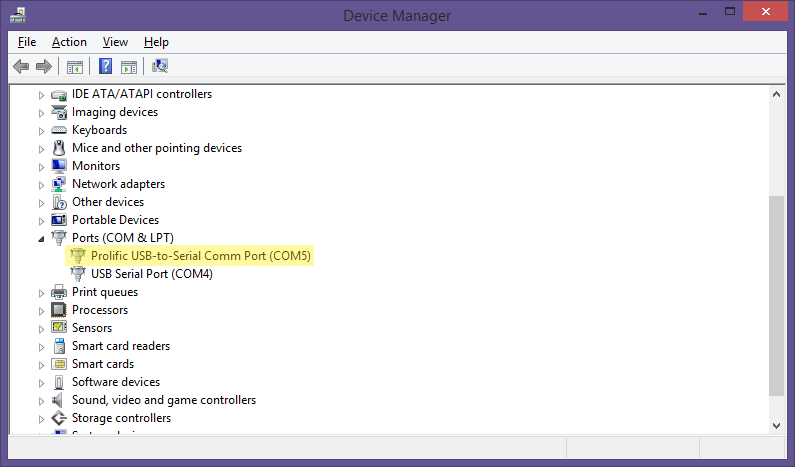 Device Manager
File Action View Help
IDE ATA/ATAPI controllers
Imaging devices
Keyboards
Mice and other pointing devices
Monitors
Network adapters
Other devices
Portable Devices
Ports (COM & LPT)
Prolific USB-to-Serial Comm Port (COM5)
USB Serial Port (COM4)
Print queues
Processors
Sensors
Smart card readers
Smart cards
Software devices
Sound, video and game controllers
Storage controllers